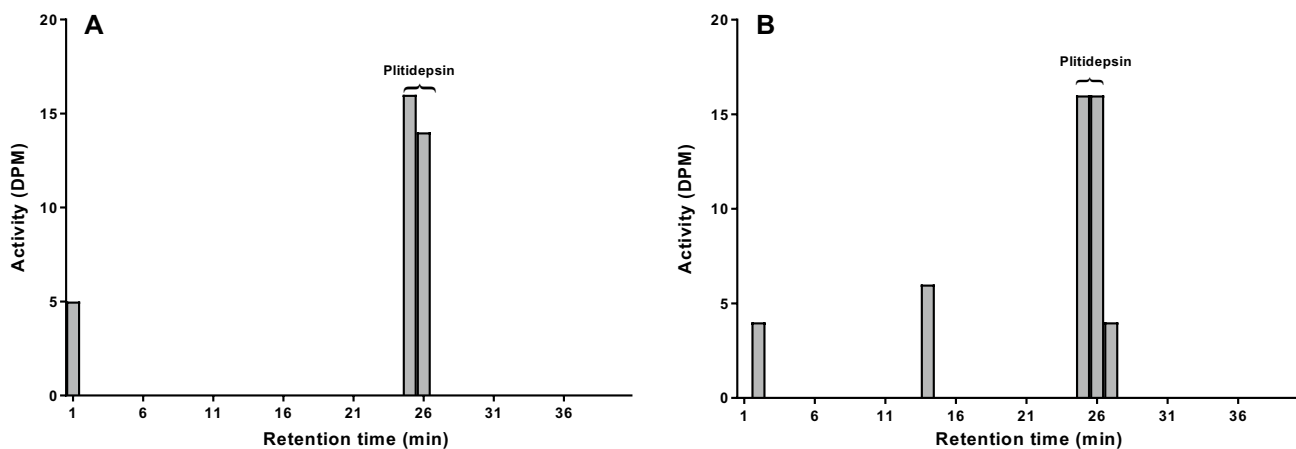 A
20
15
10
5
0
Activity (DPM)
Plitidepsin
1 6 11 16 21 26 31 36
Retention time (min)
B
20
15
10
5
0
Activity (DPM)
Plitidepsin
1 6 11 16 21 26 31 36
Retention time (min)